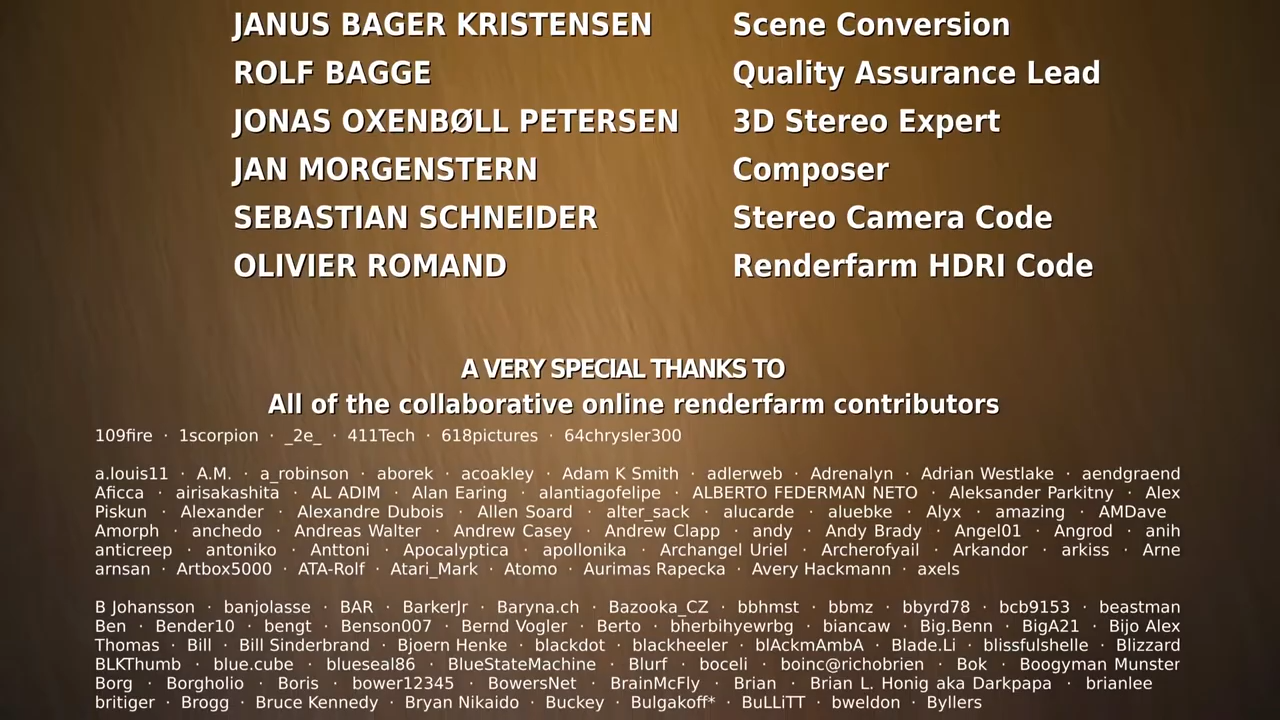 JANUS BAGER KRISTENSEN Scene Conversion
ROLF BAGGE Quality Assurance Lead
JONAS OXENBØLL PETERSEN 3D Stereo Expert
JAN MORGENSTERN Composer
SEBASTIAN SCHNEIDER Stereo Camera Code
OLIVIER ROMAND Renderfarm HDRI Code
A VERY SPECIAL THANKS TO
All of the collaborative online renderfarm contributors
109fire · 1scorpion · _2e_ · 411Tech · 618pictures · 64chrysler300
a.louis11 · A.M. · a_robinson · aborek · acoakley · Adam K Smith · adlerweb · Adrenalyn · Adrian Westlake · aendgraend
Aficca · airisakashita · AL ADIM · Alan Earing · alantiagofelipe · ALBERTO FEDERMAN NETO · Aleksander Parkitny · Alex
Piskun · Alexander · Alexandre Dubois · Allen Soard · alter_sack · alucarde · aluebke · Alyx · amazing · AMDave
Amorph · anchedo · Andreas Walter · Andrew Casey · Andrew Clapp · andy · Andy Brady · Angel01 · Angrod · anih
anticreep · antoniko · Anttoni · Apocalyptica · apollonika · Archangel Uriel · Archerofyail · Arkandor · arkiss · Arne
arnsan · Artbox5000 · ATA-Rolf · Atari_Mark · Atomo · Aurimas Rapecka · Avery Hackmann · axels
B Johansson · banjolasse · BAR · BarkerJr · Baryna.ch · Bazooka_CZ · bbhmst · bbmz · bbyrd78 · bcb9153 · beastman
Ben · Bender10 · bengt · Benson007 · Bernd Vogler · Berto · bherbihyewrbg · biancaw · Big.Benn · BigA21 · Bijo Alex
Thomas · Bill · Bill Sinderbrand · Bjoern Henke · blackdot · blackheeler · blAckmAmbA · Blade.Li · blissfulshelle · Blizzard
BLKThumb · blue.cube · blueseal86 · BlueStateMachine · Blurf · boceli · boinc@richobrien · Bok · Boogyman Munster
Borg · Borgholio · Boris · bower12345 · BowersNet · BrainMcFly · Brian · Brian L. Honig aka Darkpapa · brianlee
britiger · Brogg · Bruce Kennedy · Bryan Nikaido · Buckey · Bulgakoff* · BuLLiTT · bweldon · Byllers